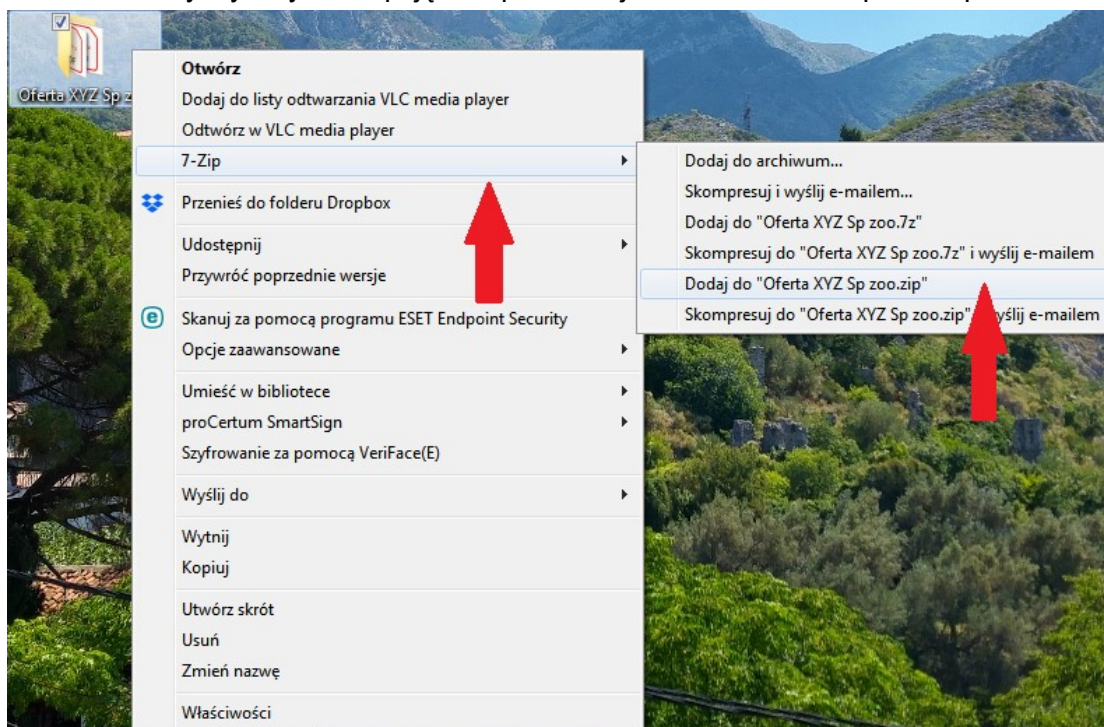 Oferta XYZ Sp z
Otwórz
Dodaj do listy odtwarzania VLC media player
Odtwórz w VLC media player
7-Zip
Przenieś do folderu Dropbox
Udostępnij
Przywróć poprzednie wersje
Skanuj za pomocą programu ESET Endpoint Security
Opcje zaawansowane
Umieść w bibliotece
proCertum SmartSign
Szyfrowanie za pomocą VeriFace(E)
Wyślij do
Wytnij
Kopiuj
Utwórz skrót
Usuń
Zmień nazwę
Właściwości
Dodaj do archiwum...
Skompresuj i wyślij e-mailem...
Dodaj do "Oferta XYZ Sp zoo.7z"
Skompresuj do "Oferta XYZ Sp zoo.7z" i wyślij e-mailem
Dodaj do "Oferta XYZ Sp zoo.zip"
Skompresuj do "Oferta XYZ Sp zoo.zip" wyślij e-mailem